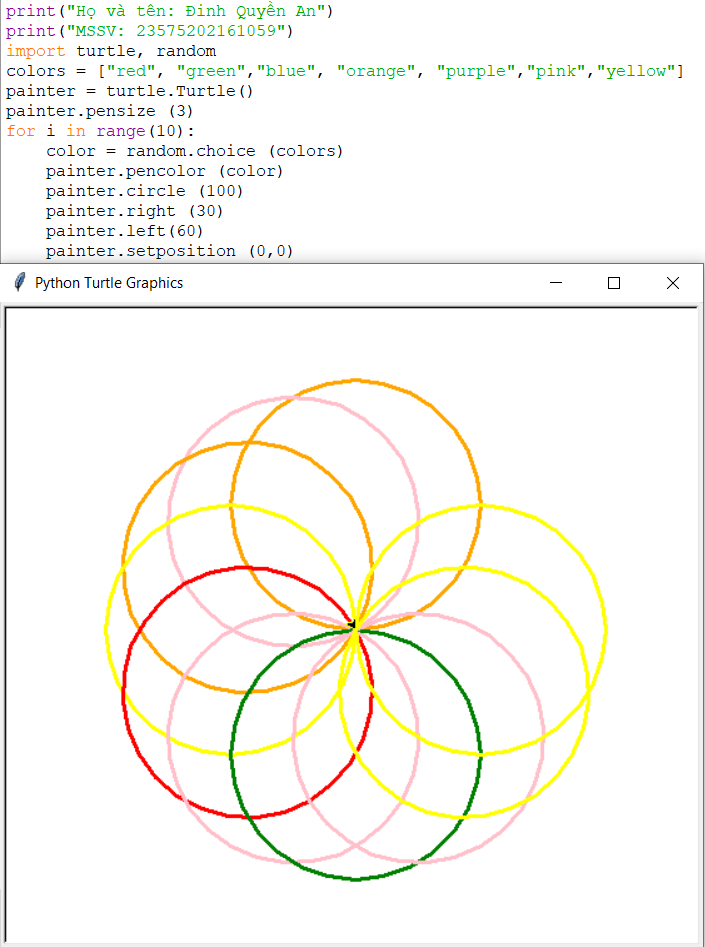 print("Họ và tên: Đinh Quyền An")
print("MSSV: 23575202161059")
import turtle, random
colors = ["red", "green","blue", "orange", "purple","pink","yellow"]
painter = turtle.Turtle()
painter.pensize (3)
for i in range(10):
    color = random.choice (colors)
    painter.pencolor (color)
    painter.circle (100)
    painter.right (30)
    painter.left(60)
    painter.setposition (0,0)
Python Turtle Graphics